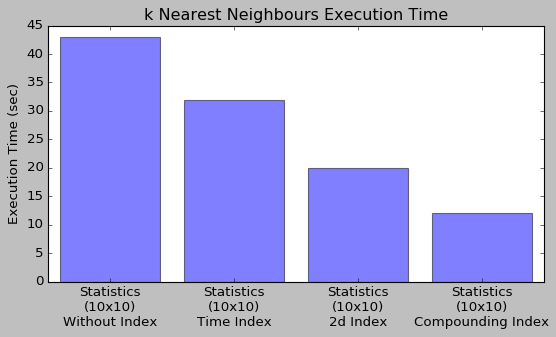 k Nearest Neighbours Execution Time
Execution Time (sec)
45
40
35
30
25
20
15
10
5
0
Statistics
(10x10)
Without Index
Statistics
(10x10)
Time Index
Statistics
(10x10)
2d Index
Statistics
(10x10)
Compounding Index